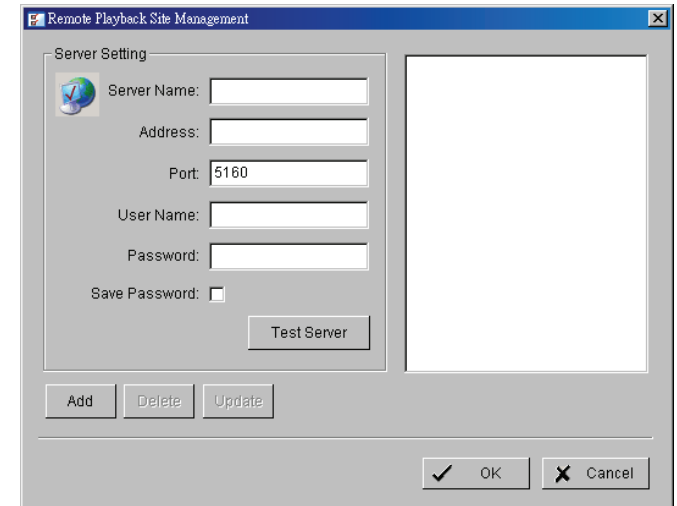 Remote Playback Site Management
Server Setting
Server Name:
Address:
Port: 5160
User Name:
Password:
Save Password:
Test Server
Add Delete Update
OK Cancel